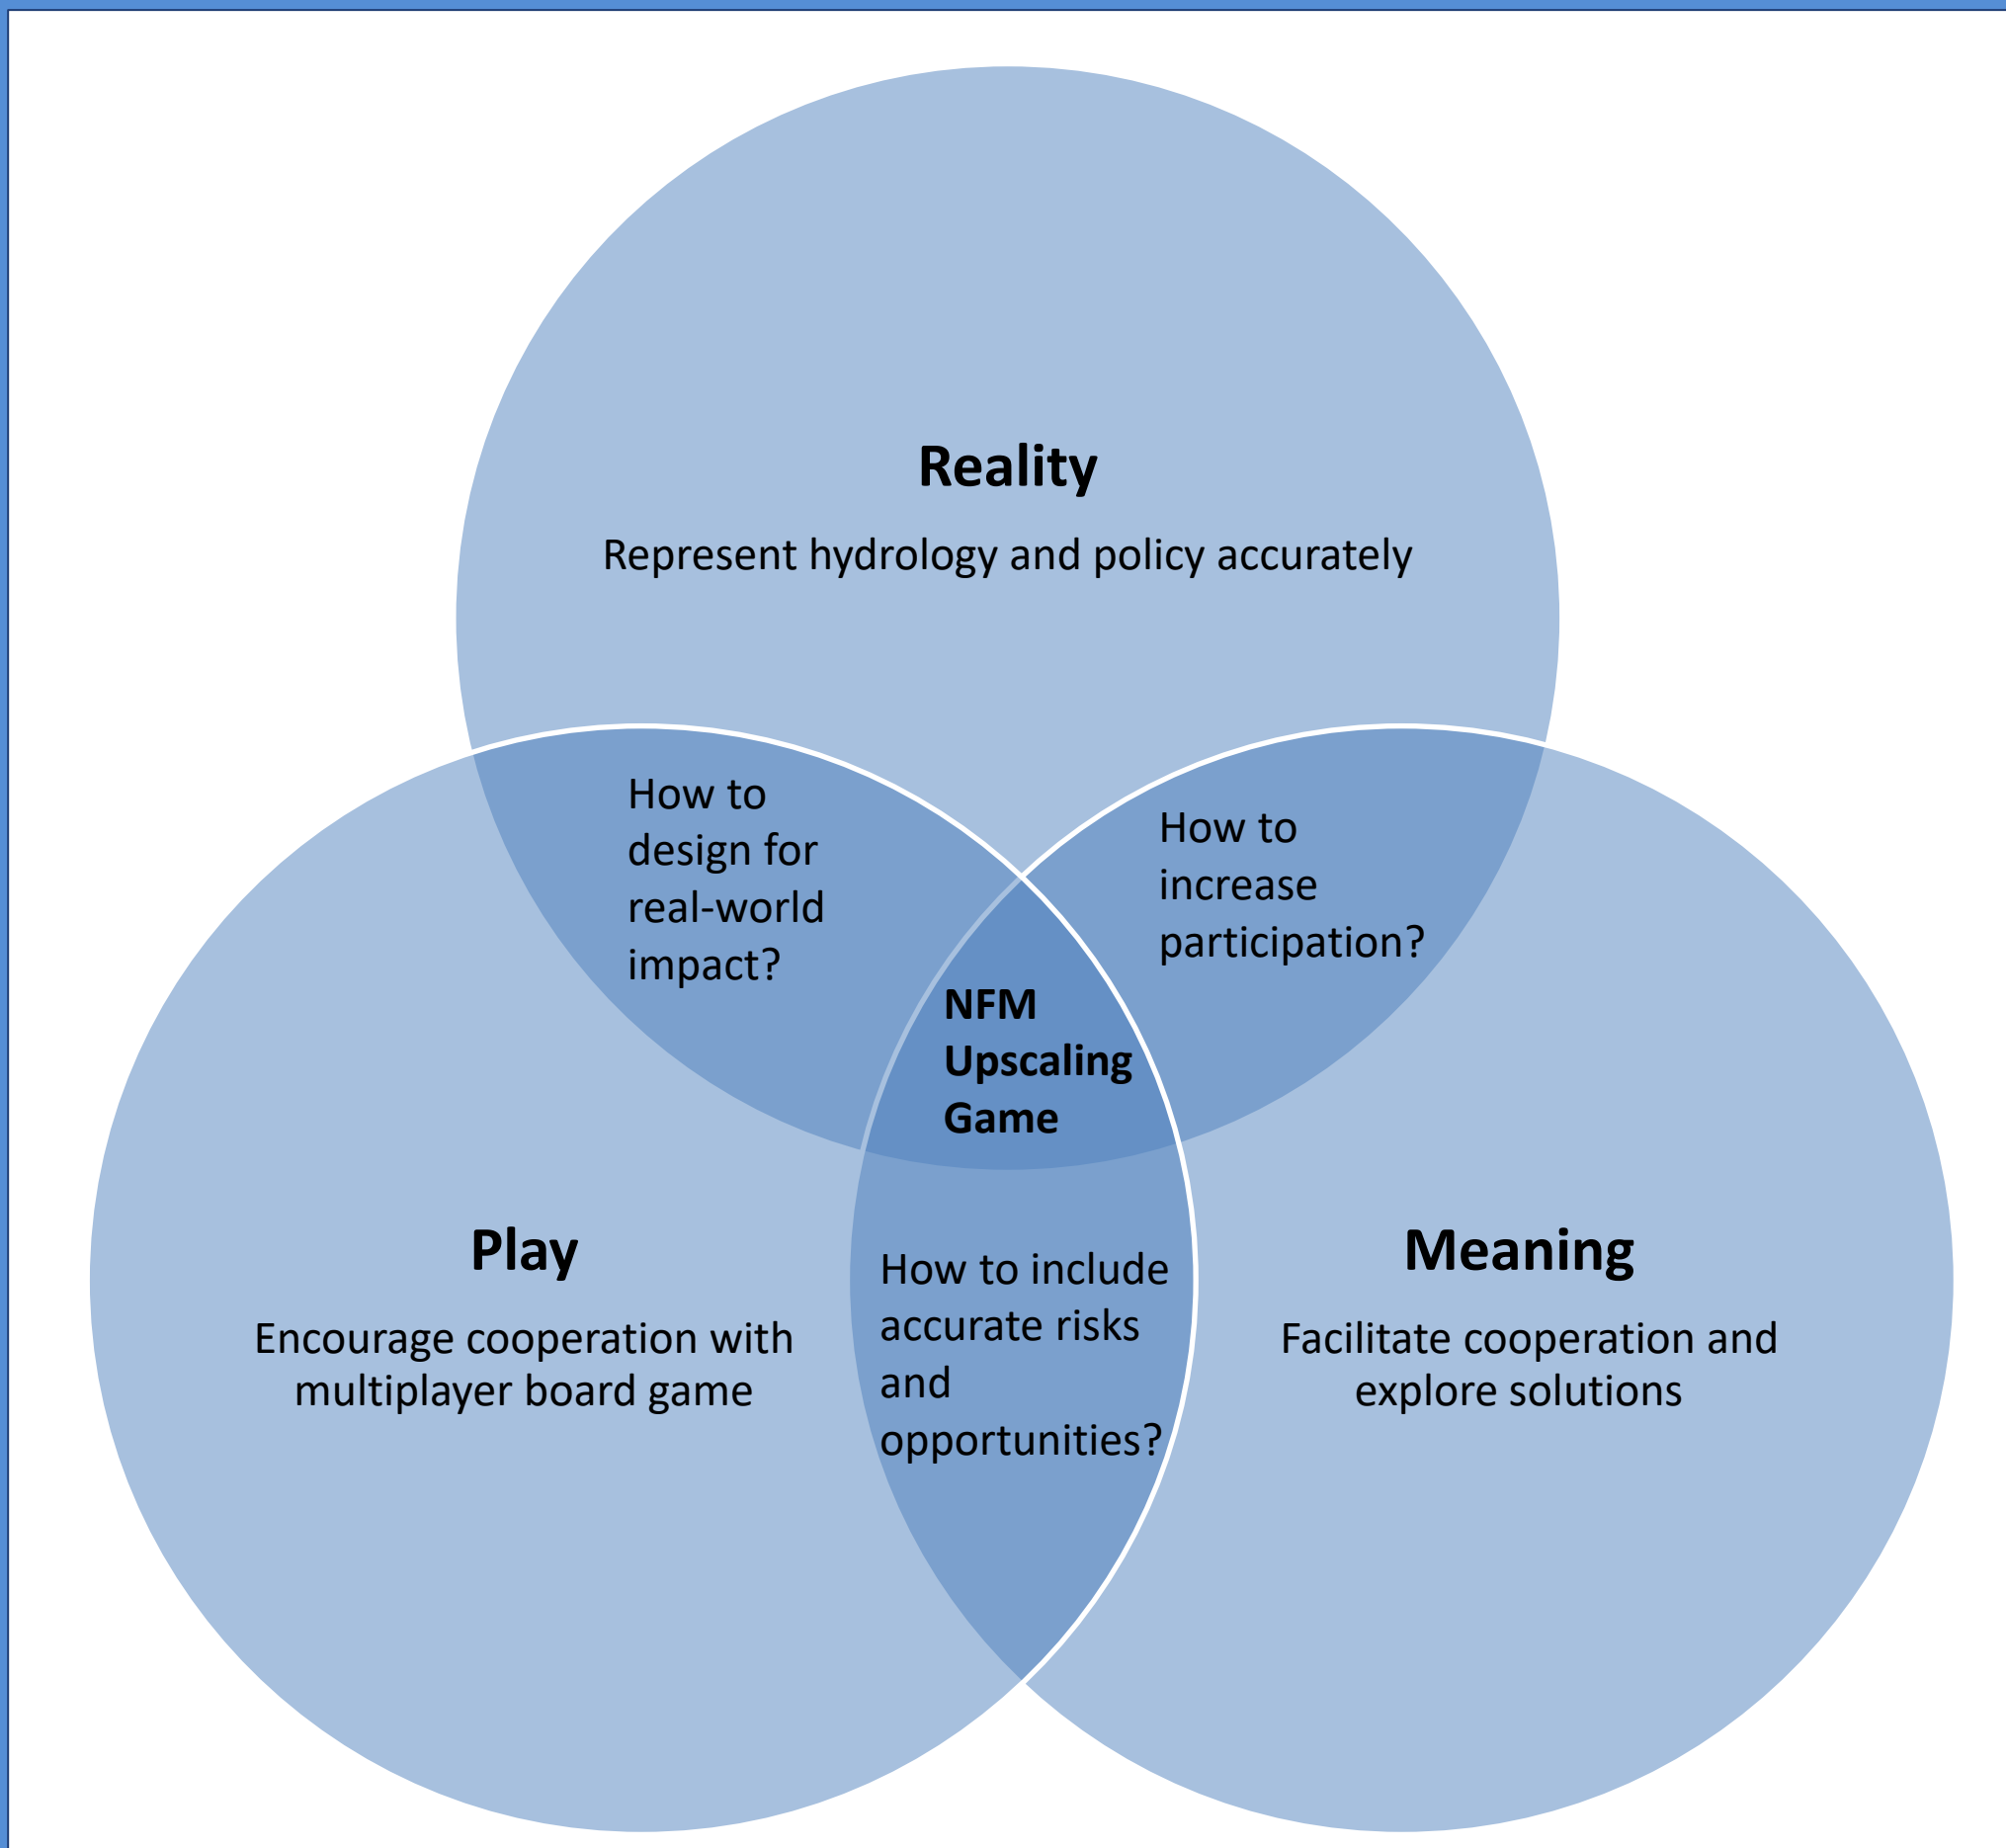 Reality
Represent hydrology and policy accurately
How to
design for
real-world
impact?
How to
increase
participation?
NFM
Upscaling
Game
Play
Encourage cooperation with
multiplayer board game
How to include
accurate risks
and
opportunities?
Meaning
Facilitate cooperation and
explore solutions